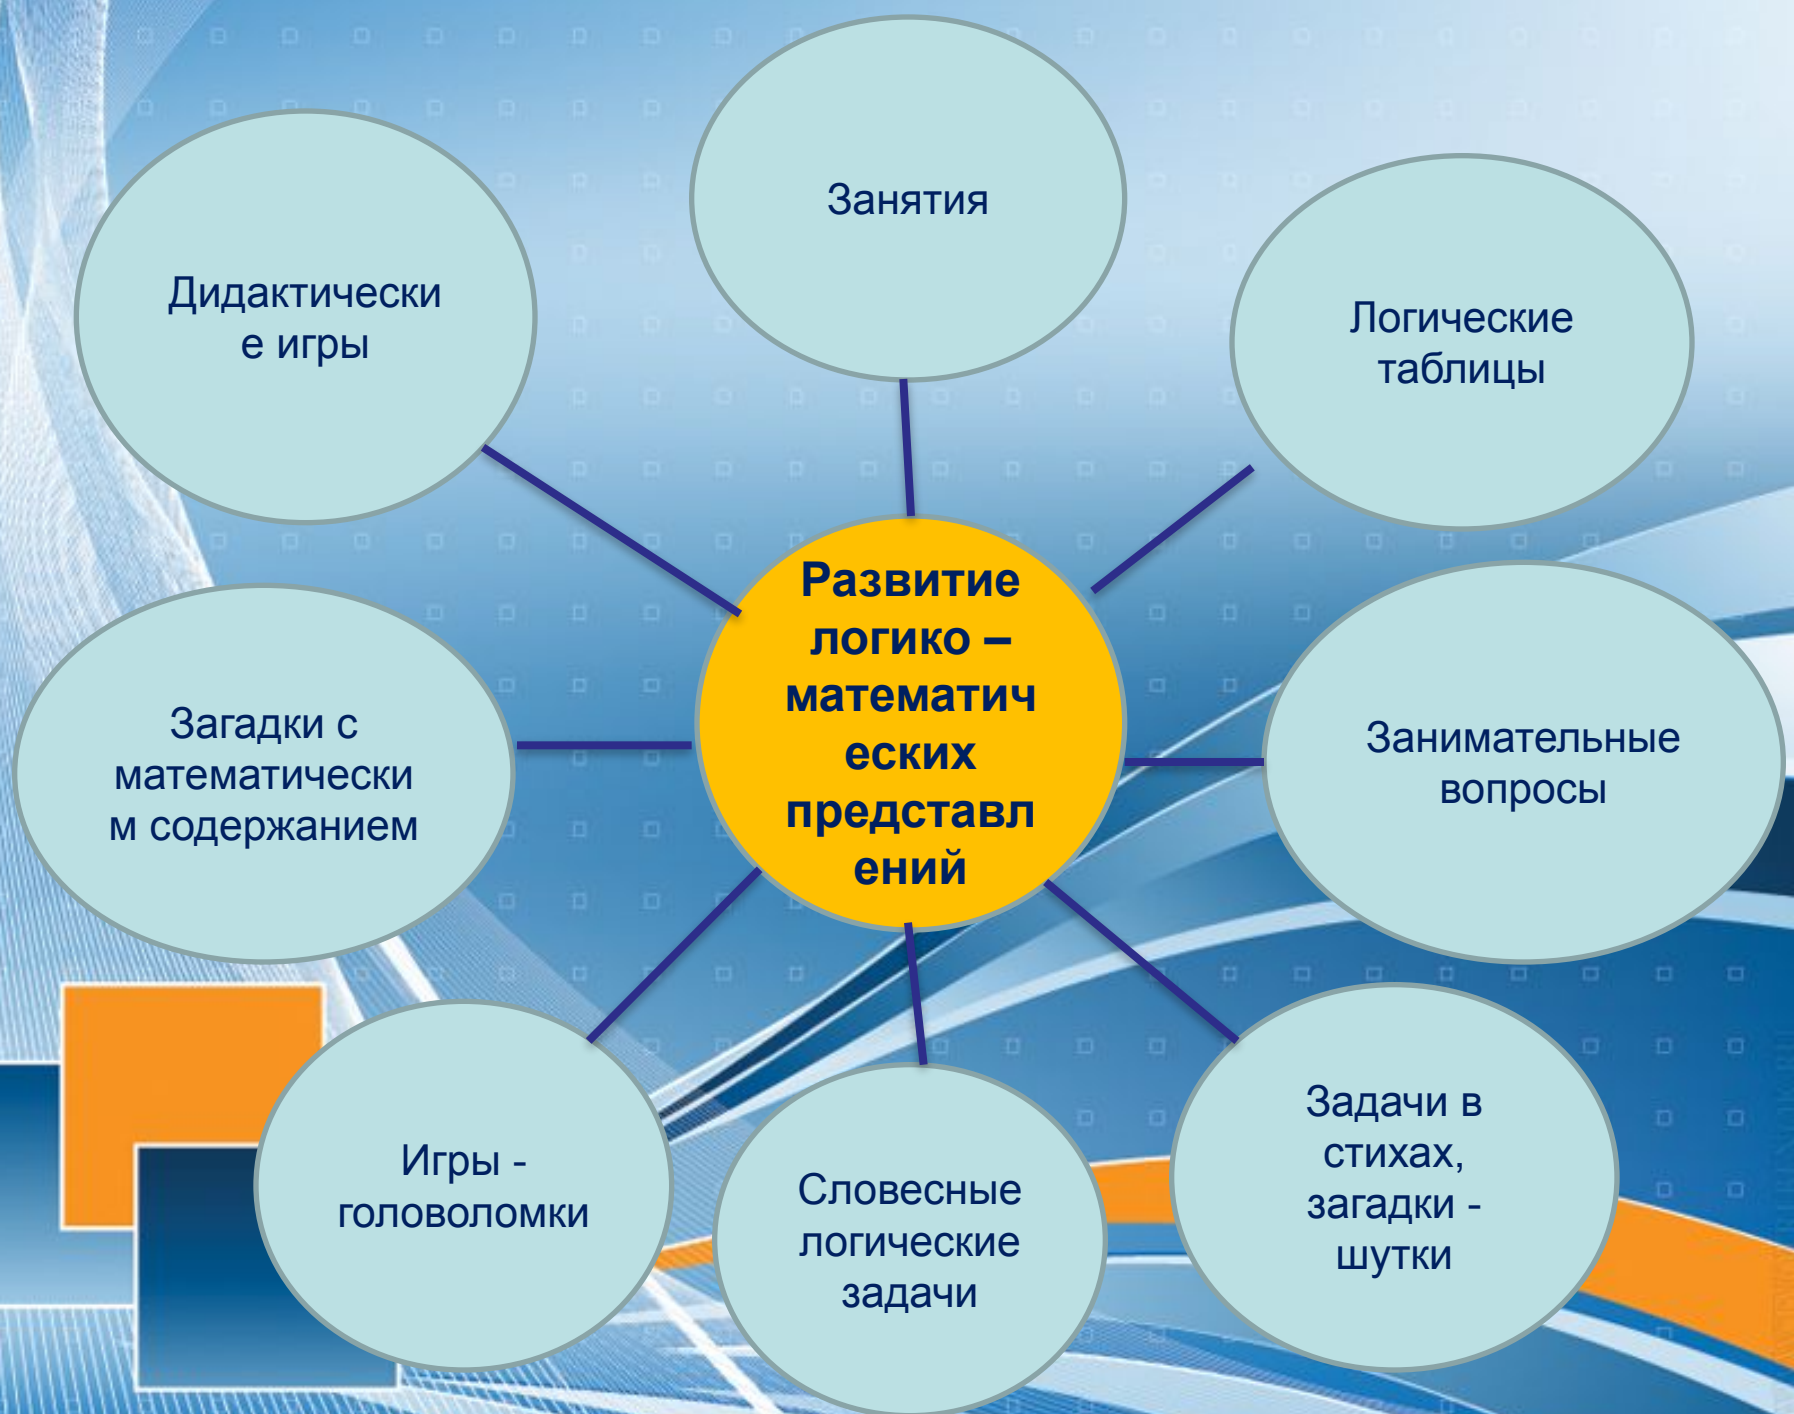 Занятия
Дидактически
е игры
Логические
таблицы
Развитие
логико –
математич
еских
представл
ений
Загадки с
математически
м содержанием
Занимательные
вопросы
Игры -
головоломки
Словесные
логические
задачи
Задачи в
стихах,
загадки -
шутки